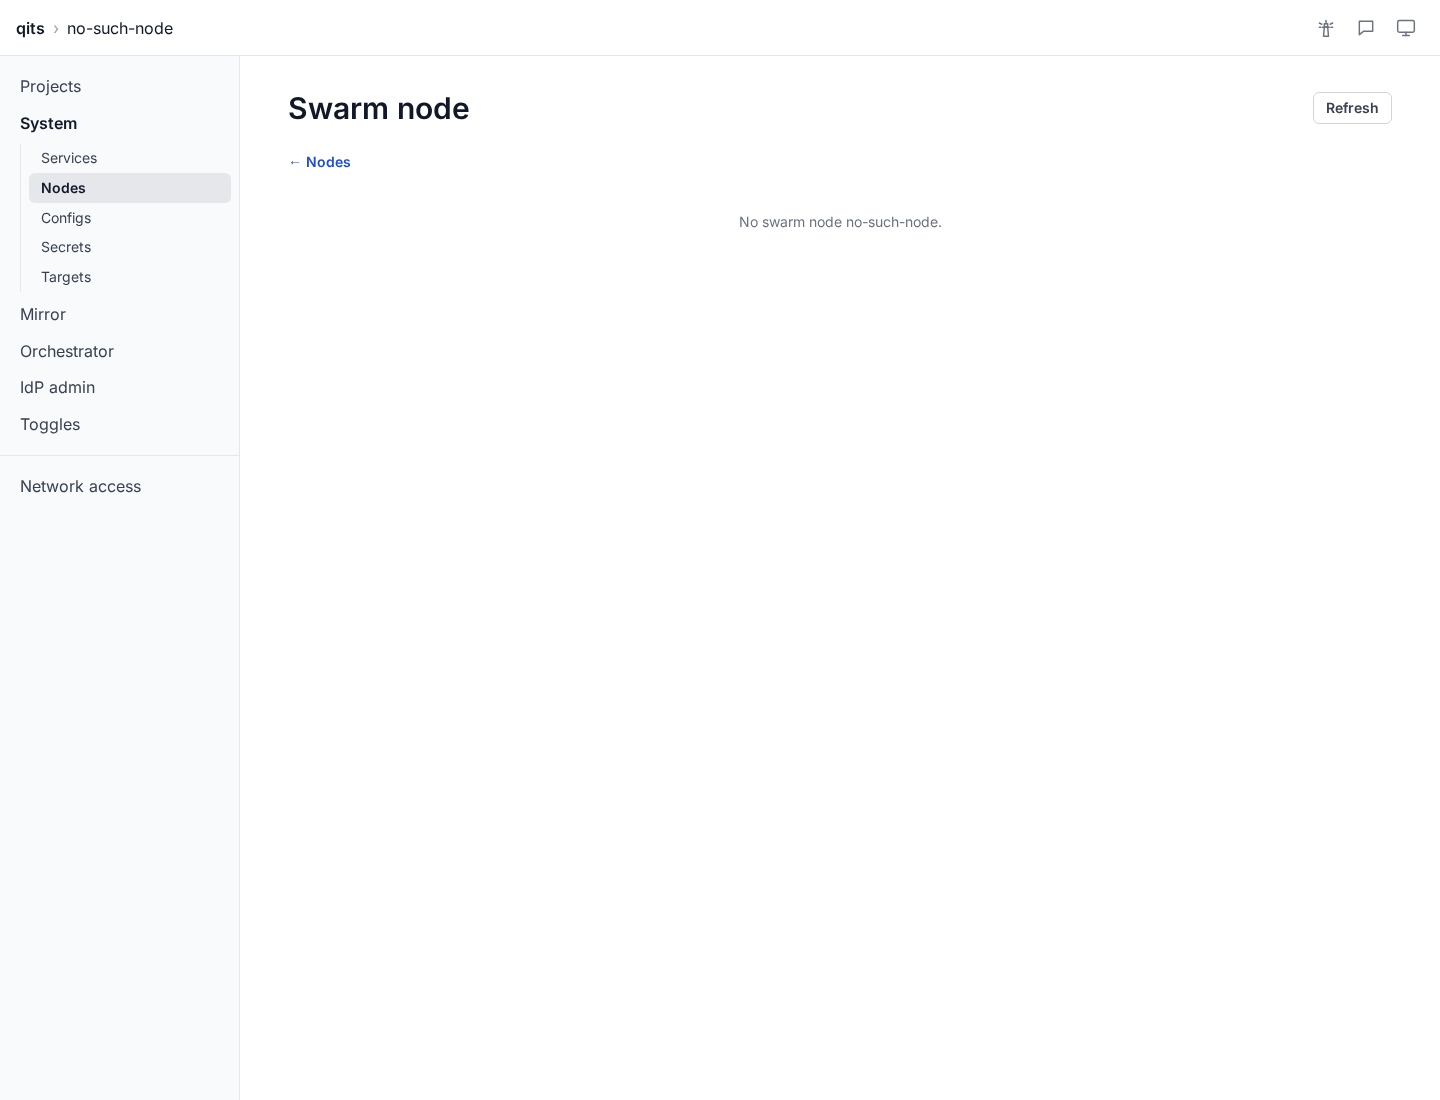 qits › no-such-node
Projects
System
Services
Nodes
Configs
Secrets
Targets
Mirror
Orchestrator
IdP admin
Toggles
Network access
Swarm node
Refresh
← Nodes
No swarm node no-such-node.